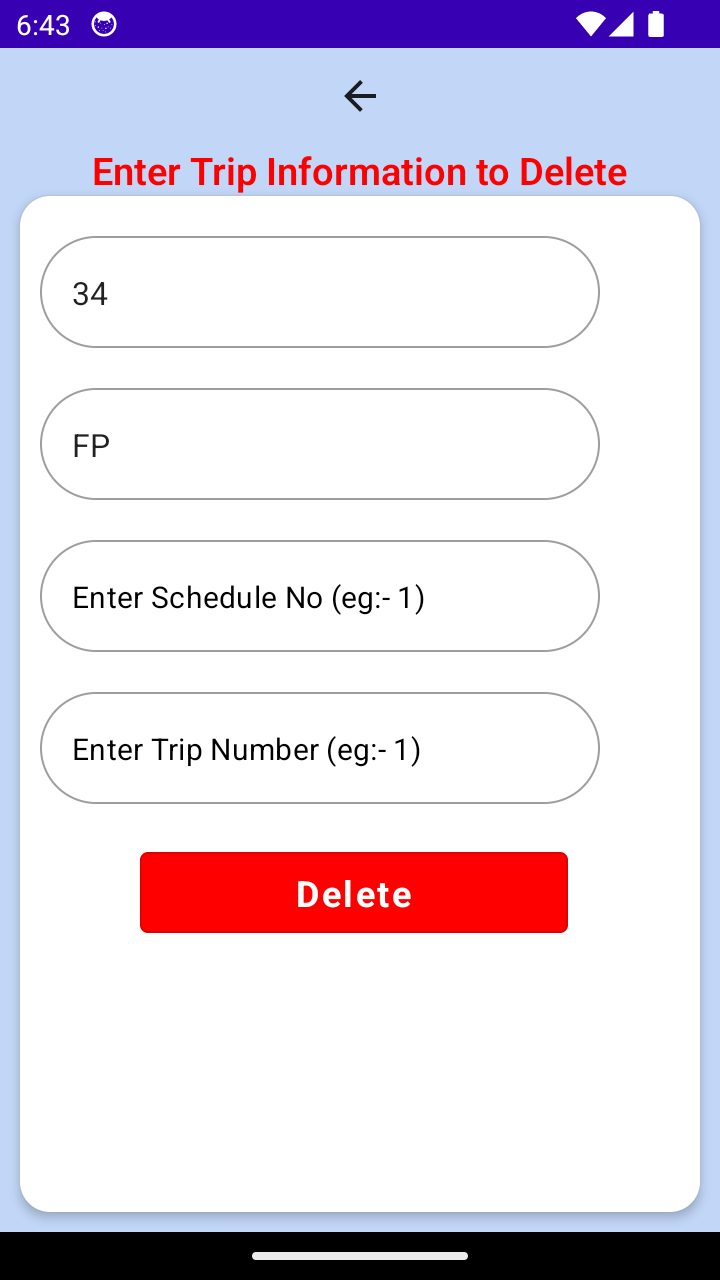 6:43
Enter Trip Information to Delete
34
FP
Enter Schedule No (eg:- 1)
Enter Trip Number (eg:- 1)
Delete